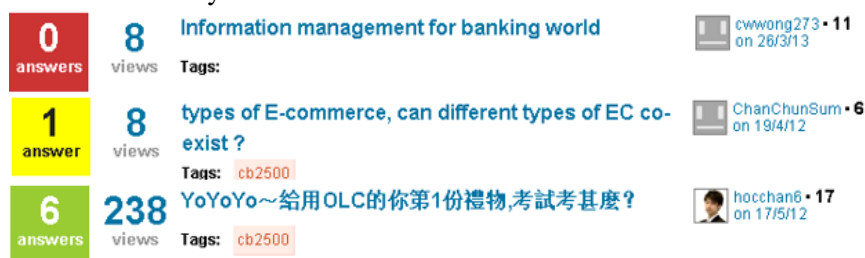 0 8 Information management for banking world cwwong273 • 11
answers views Tags: on 26/3/13
1 8 types of E-commerce, can different types of EC co- ChanChunSum • 6
answer views exist ? on 19/4/12
Tags: cb2500
6 238 YoYoYo～給用OLC的你第1份禮物,考試考甚麼? hocchan6 • 17
answers views Tags: cb2500 on 17/5/12